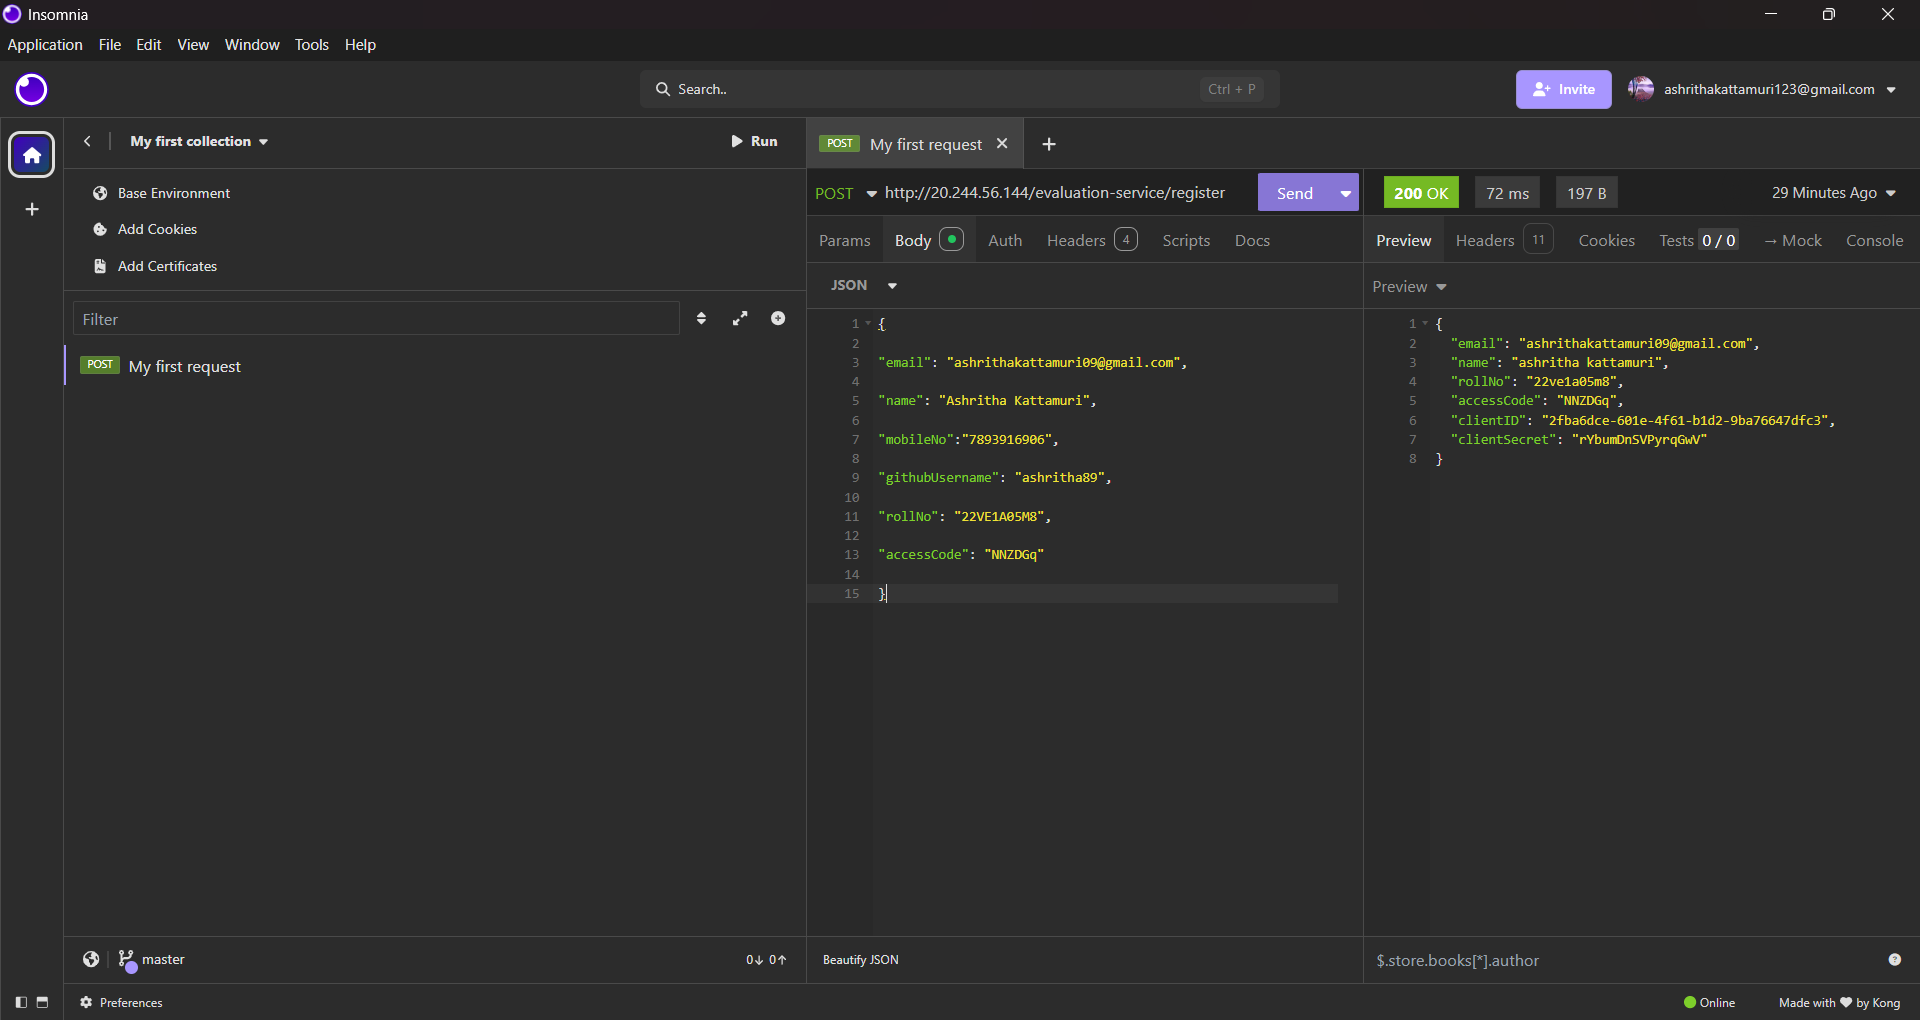 Insomnia
Application File Edit View Window Tools Help
Search.. Ctrl + P
Invite
ashrithakattamuri123@gmail.com
My first collection
Run
Base Environment
Add Cookies
Add Certificates
Filter
POST My first request
POST My first request
POST http://20.244.56.144/evaluation-service/register Send
Params Body Auth Headers 4 Scripts Docs
JSON
1 {
2
3 "email": "ashrithakattamuri09@gmail.com",
4
5 "name": "Ashritha Kattamuri",
6
7 "mobileNo":"7893916906",
8
9 "githubUsername": "ashritha89",
10
11 "rollNo": "22VE1A05M8",
12
13 "accessCode": "NNZDGq"
14
15 }
200 OK 72 ms 197 B 29 Minutes Ago
Preview Headers 11 Cookies Tests 0 / 0 → Mock Console
Preview
1 {
2 "email": "ashrithakattamuri09@gmail.com",
3 "name": "ashritha kattamuri",
4 "rollNo": "22ve1a05m8",
5 "accessCode": "NNZDGq",
6 "clientID": "2fba6dce-601e-4f61-b1d2-9ba76647dfc3",
7 "clientSecret": "rYbumDnSVPyrqGwV"
8 }
master 0↓ 0↑
Beautify JSON
$.store.books[*].author
Preferences
Online
Made with ♥ by Kong